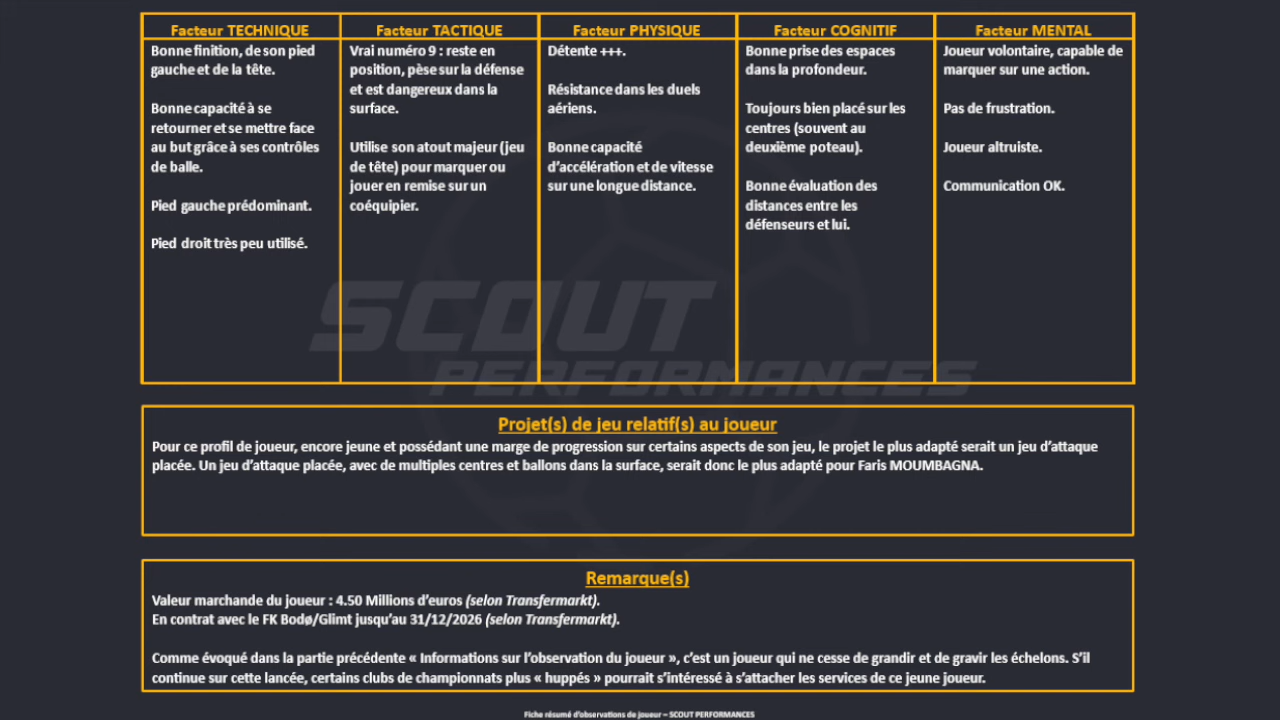 Facteur TECHNIQUE
Bonne finition, de son pied
gauche et de la tête.
Bonne capacité à se
retourner et se mettre face
au but grâce à ses contrôles
de balle.
Pied gauche prédominant.
Pied droit très peu utilisé.
Facteur TACTIQUE
Vrai numéro 9 : reste en
position, pèse sur la défense
et est dangereux dans la
surface.
Utilise son atout majeur (jeu
de tête) pour marquer ou
jouer en remise sur un
coéquipier.
Facteur PHYSIQUE
Détente +++.
Résistance dans les duels
aériens.
Bonne capacité
d'accélération et de vitesse
sur une longue distance.
Facteur COGNITIF
Bonne prise des espaces
dans la profondeur.
Toujours bien placé sur les
centres (souvent au
deuxième poteau).
Bonne évaluation des
distances entre les
défenseurs et lui.
Facteur MENTAL
Joueur volontaire, capable de
marquer sur une action.
Pas de frustration.
Joueur altruiste.
Communication OK.
SCOUT
PERFORMANCES
Projet(s) de jeu relatif(s) au joueur
Pour ce profil de joueur, encore jeune et possédant une marge de progression sur certains aspects de son jeu, le projet le plus adapté serait un jeu d'attaque
placée. Un jeu d'attaque placée, avec de multiples centres et ballons dans la surface, serait donc le plus adapté pour Faris MOUMBAGNA.
Remarque(s)
Valeur marchande du joueur : 4.50 Millions d'euros (selon Transfermarkt).
En contrat avec le FK Bodø/Glimt jusqu'au 31/12/2026 (selon Transfermarkt).
Comme évoqué dans la partie précédente « Informations sur l'observation du joueur », c'est un joueur qui ne cesse de grandir et de gravir les échelons. S'il
continue sur cette lancée, certains clubs de championnats plus « huppés » pourrait s'intéressé à s'attacher les services de ce jeune joueur.
Fiche résumé d'observations de joueur – SCOUT PERFORMANCES